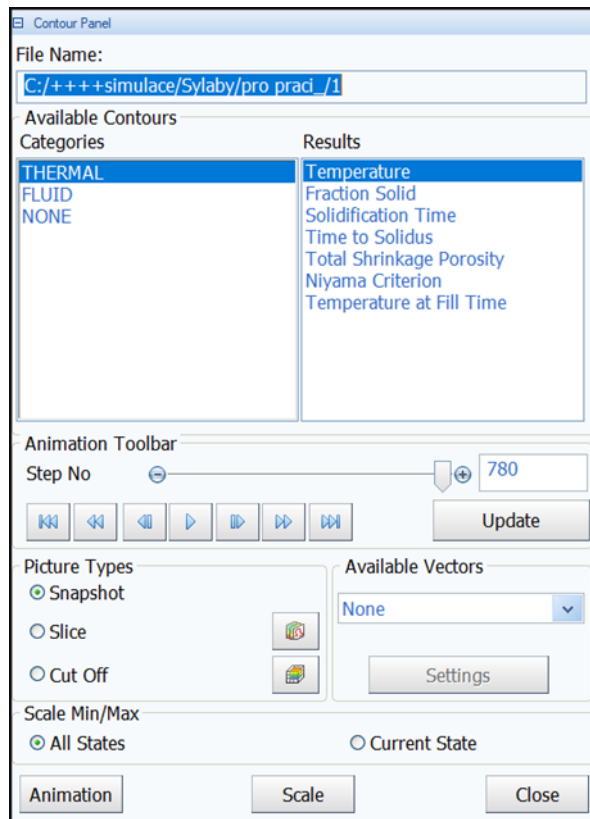 Contour Panel
File Name:
C:/++++simulace/Sylaby/pro praci_/1
Available Contours
Categories
Results
THERMAL
FLUID
NONE
Temperature
Fraction Solid
Solidification Time
Time to Solidus
Total Shrinkage Porosity
Niyama Criterion
Temperature at Fill Time
Animation Toolbar
Step No
780
Update
Picture Types
Snapshot
Slice
Cut Off
Available Vectors
None
Settings
Scale Min/Max
All States
Current State
Animation
Scale
Close